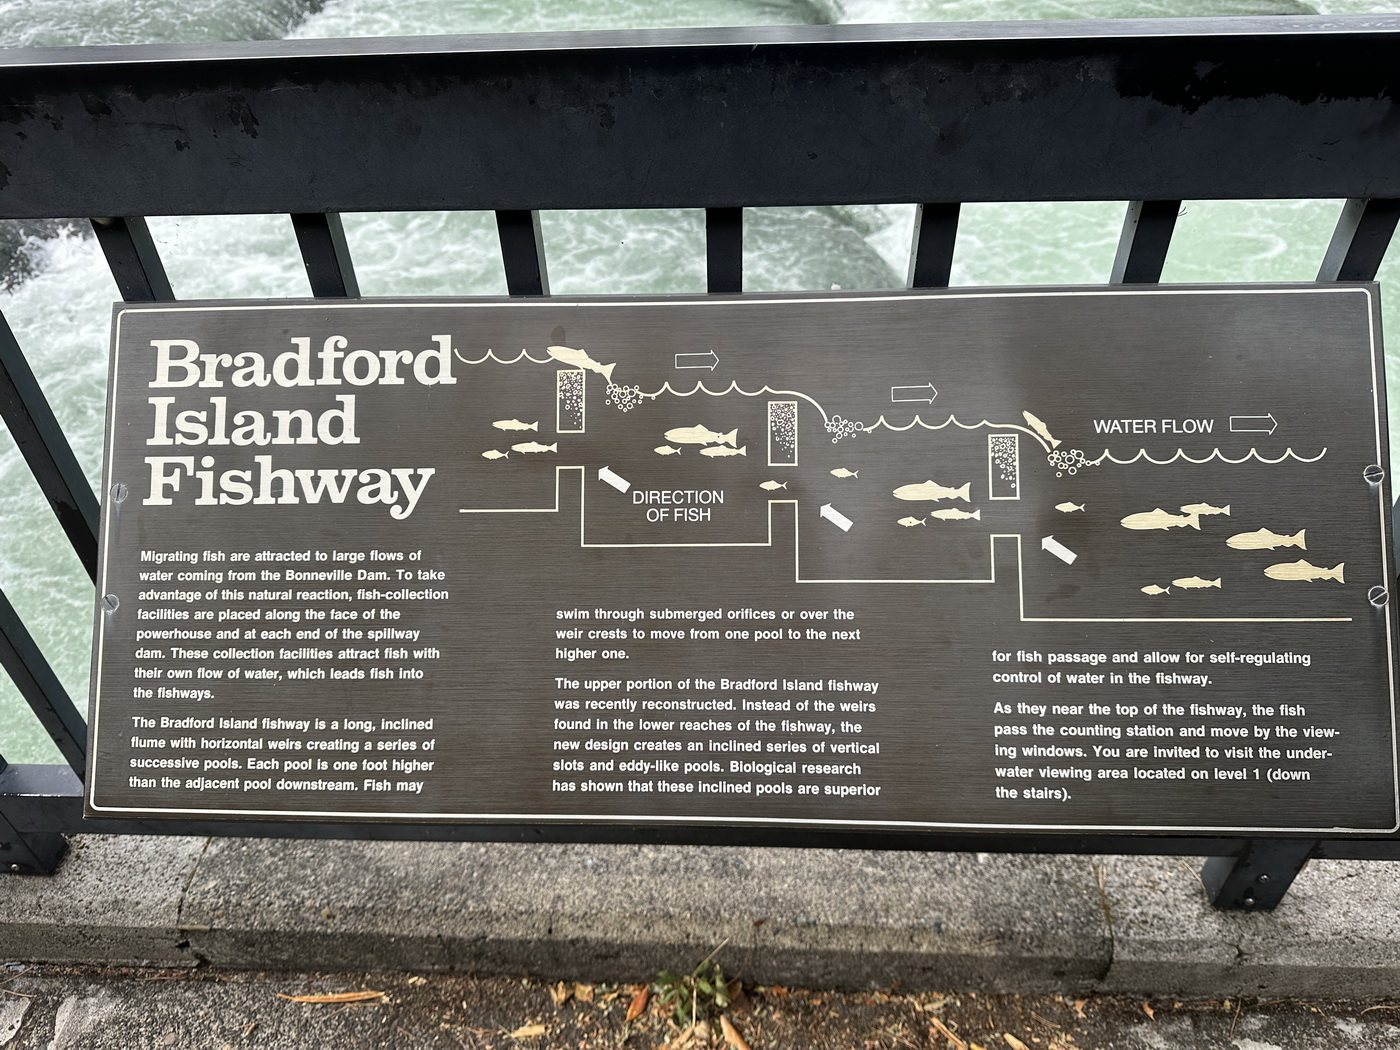 Bradford
Island
Fishway
WATER FLOW
DIRECTION
OF FISH
Migrating fish are attracted to large flows of
water coming from the Bonneville Dam. To take
advantage of this natural reaction, fish-collection
facilities are placed along the face of the
powerhouse and at each end of the spillway
dam. These collection facilities attract fish with
their own flow of water, which leads fish into
the fishways.
The Bradford Island fishway is a long, inclined
flume with horizontal weirs creating a series of
successive pools. Each pool is one foot higher
than the adjacent pool downstream. Fish may
swim through submerged orifices or over the
weir crests to move from one pool to the next
higher one.
The upper portion of the Bradford Island fishway
was recently reconstructed. Instead of the weirs
found in the lower reaches of the fishway, the
new design creates an inclined series of vertical
slots and eddy-like pools. Biological research
has shown that these inclined pools are superior
for fish passage and allow for self-regulating
control of water in the fishway.
As they near the top of the fishway, the fish
pass the counting station and move by the view-
ing windows. You are invited to visit the under-
water viewing area located on level 1 (down
the stairs).